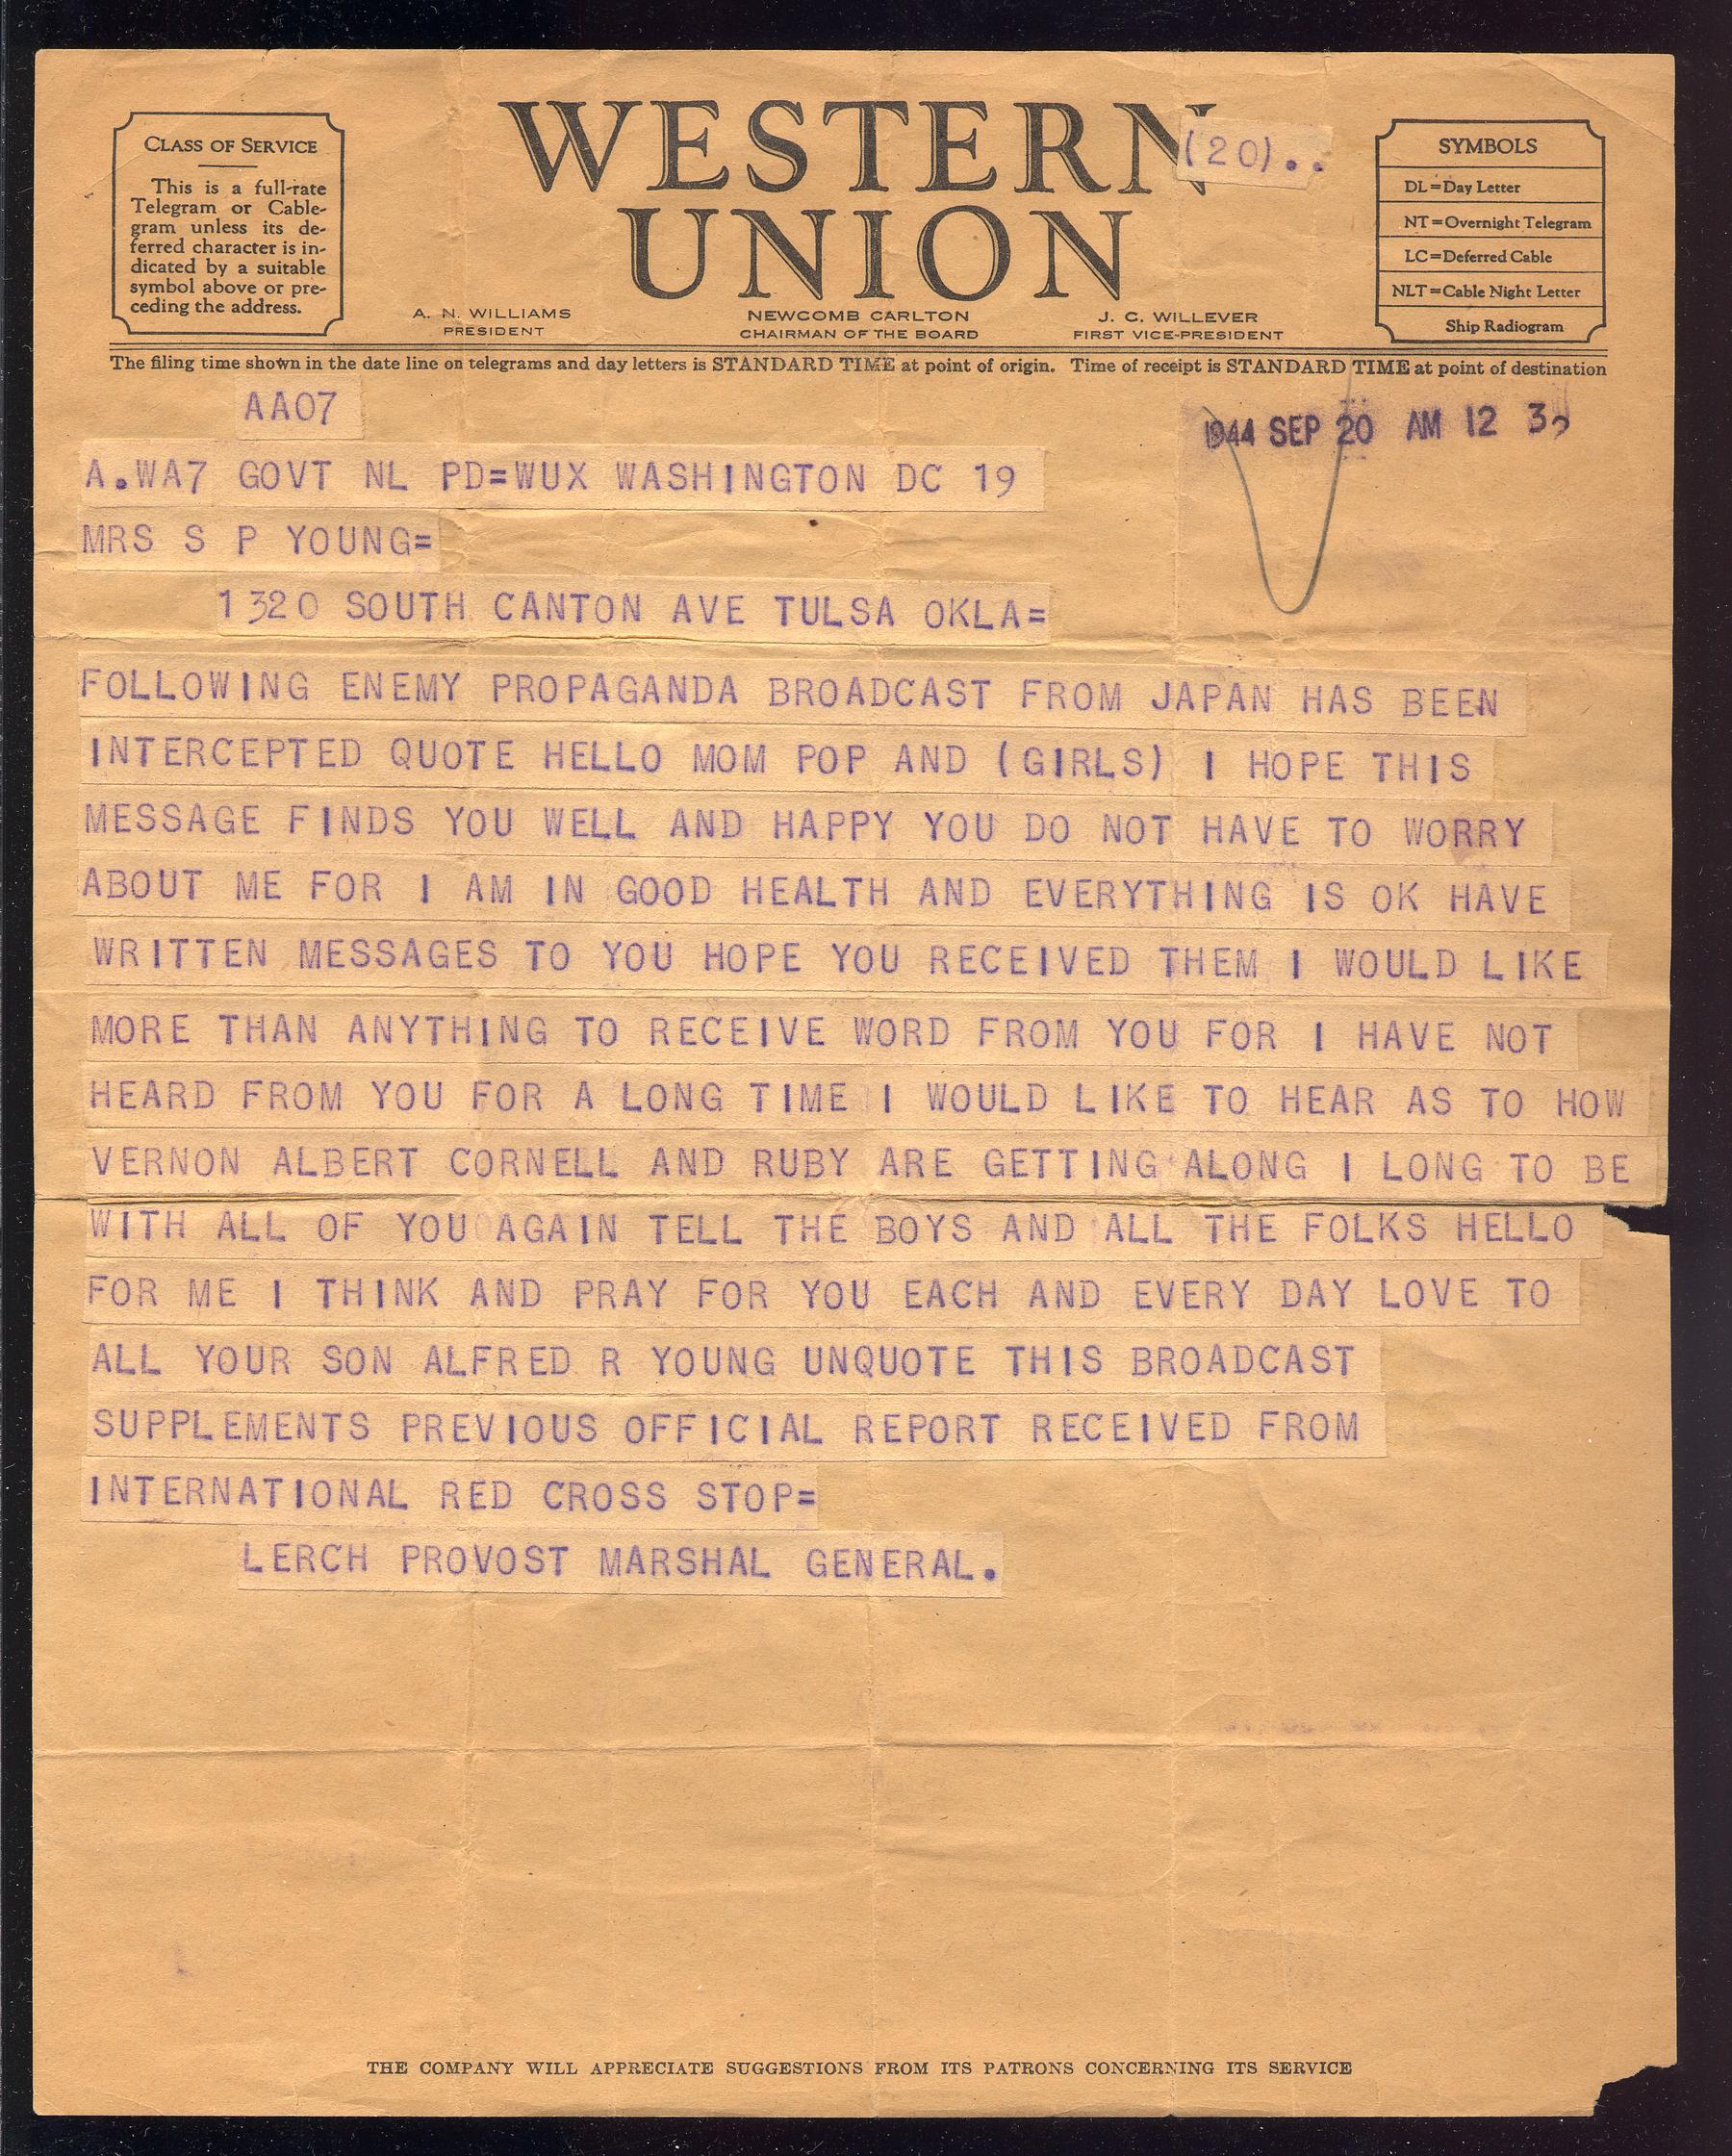 CLASS OF SERVICE
This is a full-rate
Telegram or Cable-
gram unless its de-
ferred character is in-
dicated by a suitable
symbol above or pre-
ceding the address.
WESTERN
UNION
(20)..
A. N. WILLIAMS
PRESIDENT
NEWCOMB CARLTON
CHAIRMAN OF THE BOARD
J. C. WILLEVER
FIRST VICE-PRESIDENT
SYMBOLS
DL=Day Letter
NT=Overnight Telegram
LC=Deferred Cable
NLT=Cable Night Letter
Ship Radiogram
The filing time shown in the date line on telegrams and day letters is STANDARD TIME at point of origin. Time of receipt is STANDARD TIME at point of destination
AA07
1944 SEP 20 AM 12
A.WA7 GOVT NL PD=WUX WASHINGTON DC 19
MRS S P YOUNG=
1320 SOUTH CANTON AVE TULSA OKLA=
FOLLOWING ENEMY PROPAGANDA BROADCAST FROM JAPAN HAS BEEN
INTERCEPTED QUOTE HELLO MOM POP AND (GIRLS) I HOPE THIS
MESSAGE FINDS YOU WELL AND HAPPY YOU DO NOT HAVE TO WORRY
ABOUT ME FOR I AM IN GOOD HEALTH AND EVERYTHING IS OK HAVE
WRITTEN MESSAGES TO YOU HOPE YOU RECEIVED THEM I WOULD LIKE
MORE THAN ANYTHING TO RECEIVE WORD FROM YOU FOR I HAVE NOT
HEARD FROM YOU FOR A LONG TIME I WOULD LIKE TO HEAR AS TO HOW
VERNON ALBERT CORNELL AND RUBY ARE GETTING ALONG I LONG TO BE
WITH ALL OF YOU AGAIN TELL THE BOYS AND ALL THE FOLKS HELLO
FOR ME I THINK AND PRAY FOR YOU EACH AND EVERY DAY LOVE TO
ALL YOUR SON ALFRED R YOUNG UNQUOTE THIS BROADCAST
SUPPLEMENTS PREVIOUS OFFICIAL REPORT RECEIVED FROM
INTERNATIONAL RED CROSS STOP=
LERCH PROVOST MARSHAL GENERAL.
THE COMPANY WILL APPRECIATE SUGGESTIONS FROM ITS PATRONS CONCERNING ITS SERVICE